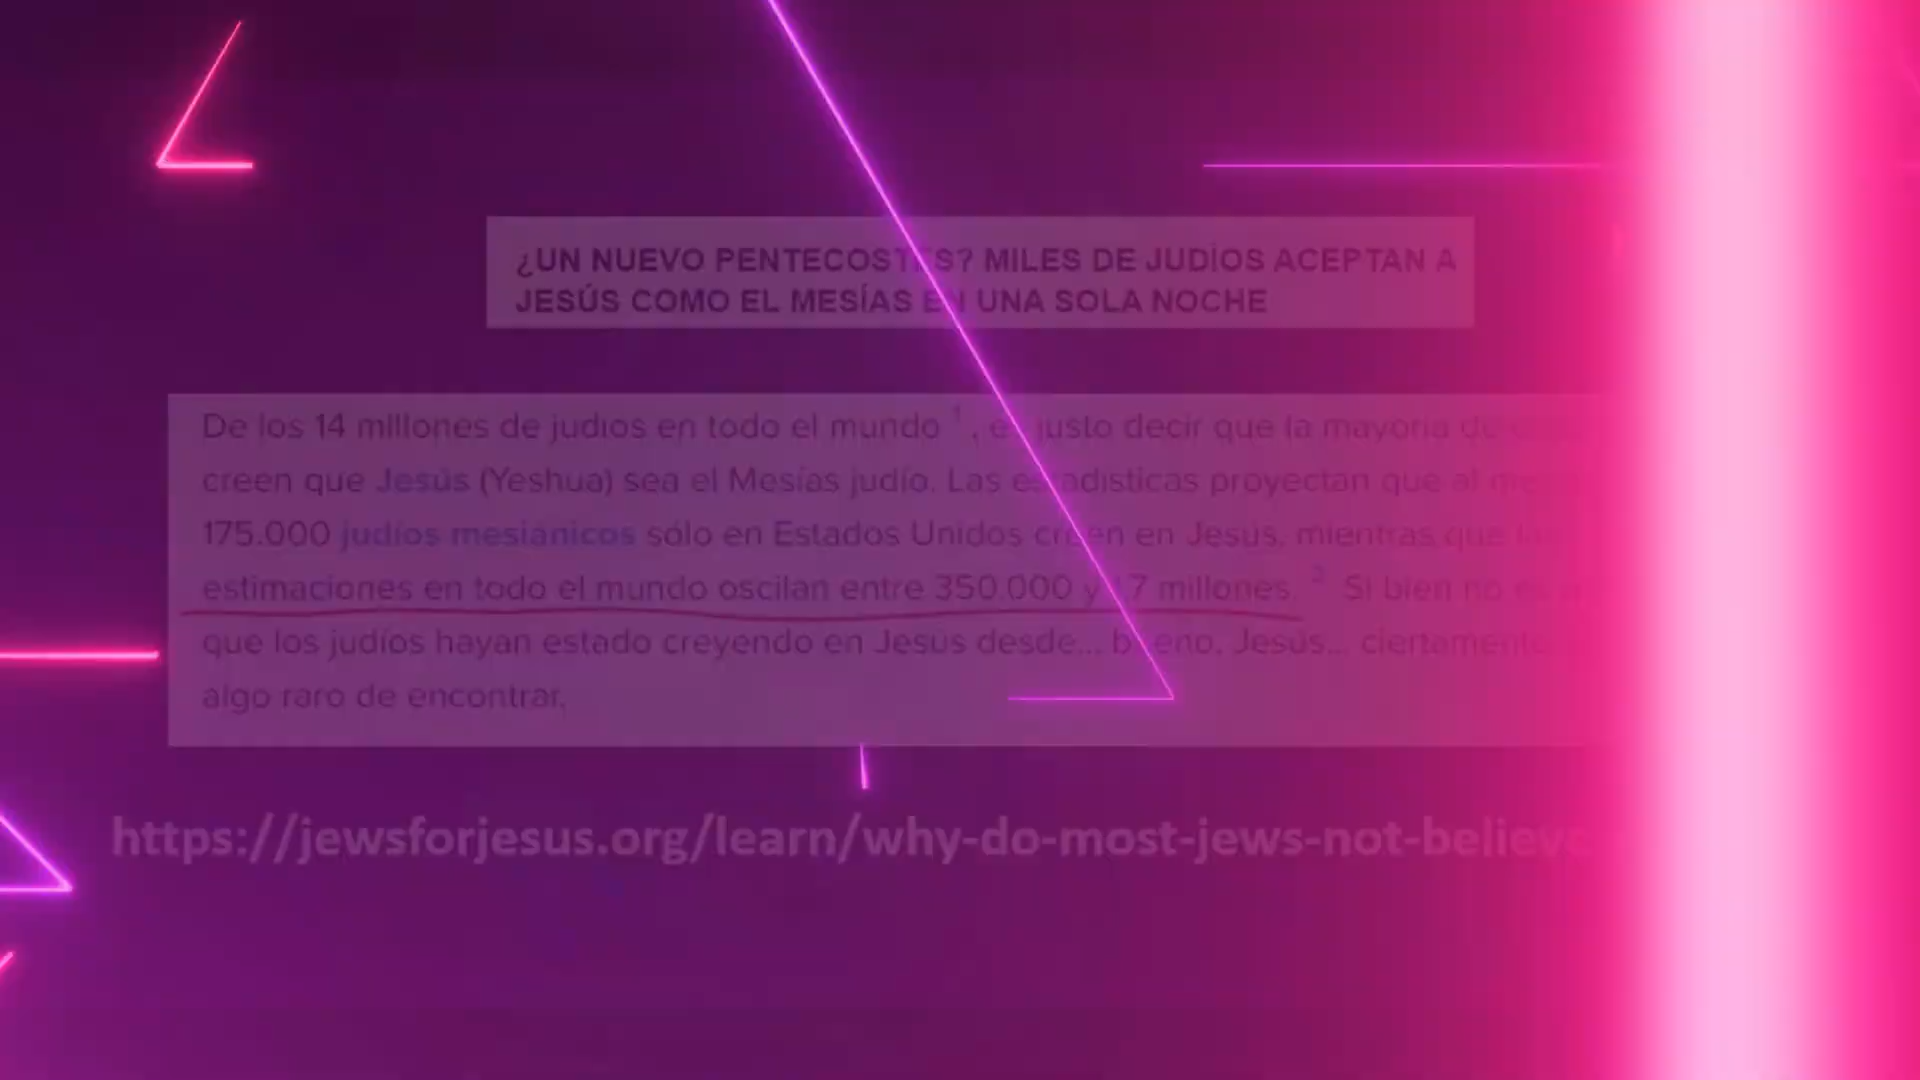 ¿UN NUEVO PENTECOSTÉS? MILES DE JUDÍOS ACEPTAN A
JESÚS COMO EL MESÍAS EN UNA SOLA NOCHE
De los 14 millones de judíos en todo el mundo 1 , es justo decir que la mayoría de
creen que Jesús (Yeshua) sea el Mesías judío. Las estadísticas proyectan que al
175.000 judíos mesiánicos sólo en Estados Unidos creen en Jesús, mientras que las
estimaciones en todo el mundo oscilan entre 350.000 y millones. 2 Si bien no es
que los judíos hayan estado creyendo en Jesús desde... bueno, Jesús... ciertamente
algo raro de encontrar.
https://jewsforjesus.org/learn/why-do-most-jews-not-believe